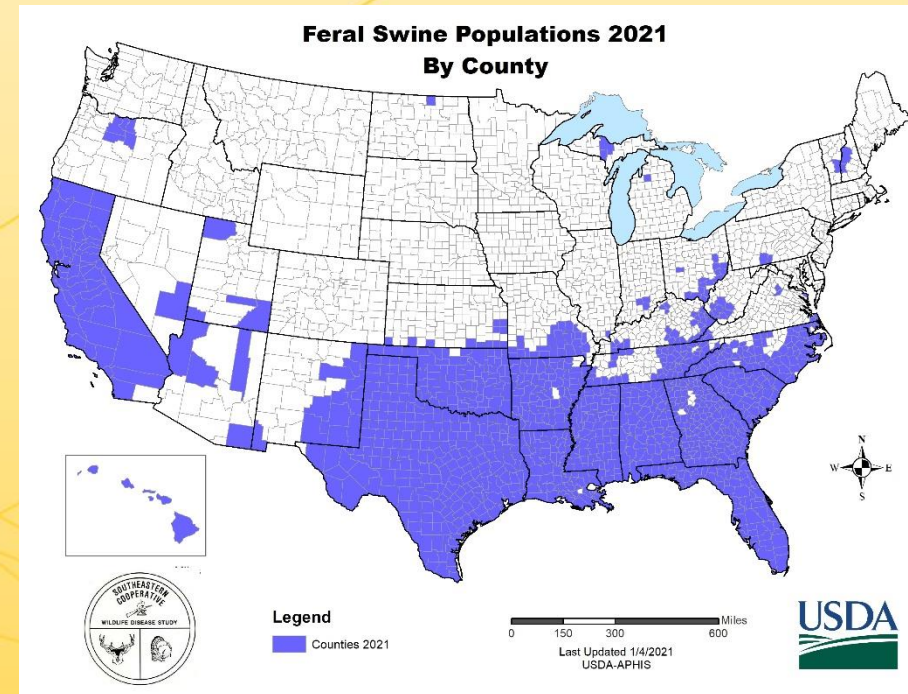 Feral Swine Populations 2021
By County
N
W
E
S
SOUTHEASTERN
COOPERATIVE
WILDLIFE DISEASE STUDY
Legend
Counties 2021
Miles
0
150
300
600
Last Updated 1/4/2021
USDA-APHIS
USDA